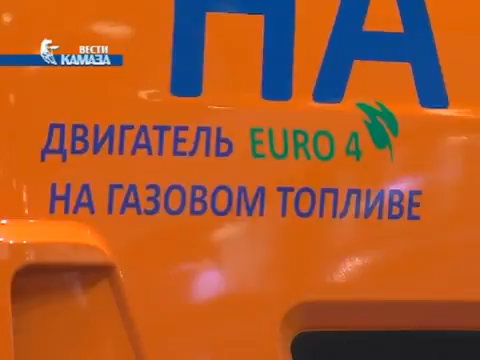 ВЕСТИ
КАМАЗА
НА
ДВИГАТЕЛЬ EURO 4
НА ГАЗОВОМ ТОПЛИВЕ